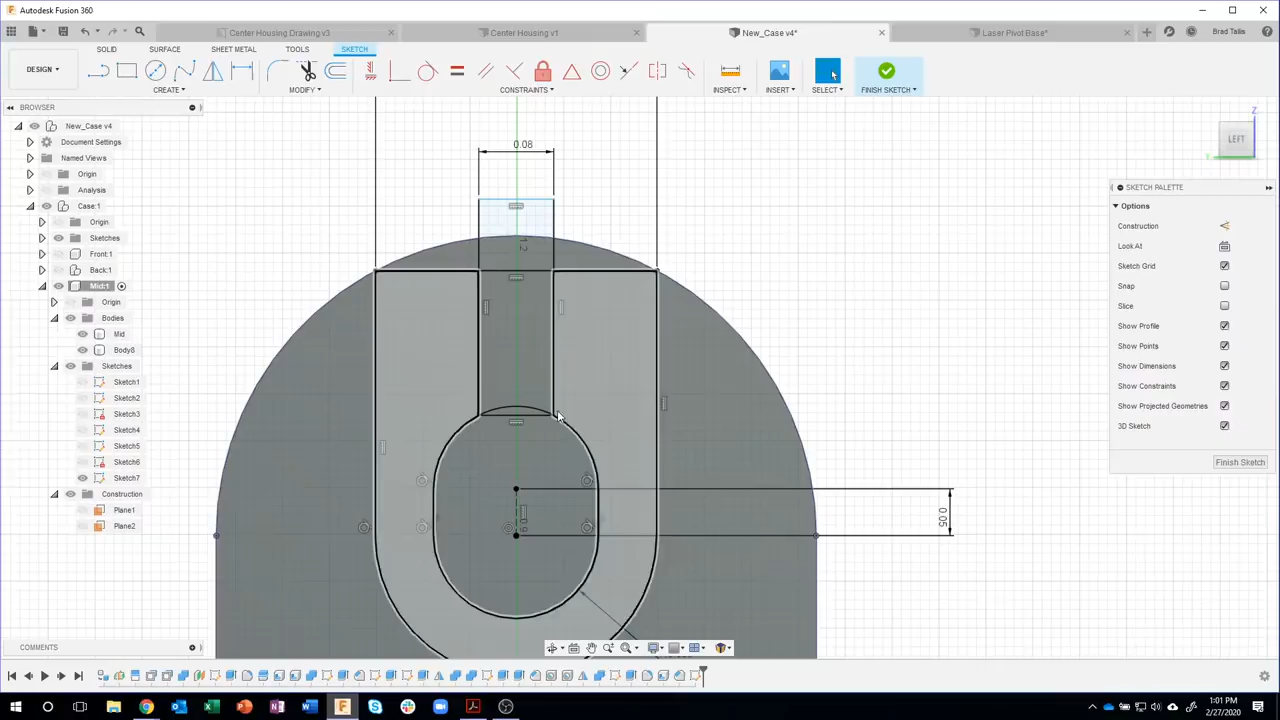 Autodesk Fusion 360
Center Housing Drawing v3
Center Housing v1
New_Case v4*
Laser Pivot Base*
Brad Tallis
DESIGN
SOLID
SURFACE
SHEET METAL
TOOLS
SKETCH
CREATE
MODIFY
CONSTRAINTS
INSPECT
INSERT
SELECT
FINISH SKETCH
BROWSER
New_Case v4
Document Settings
Named Views
Origin
Analysis
Case:1
Origin
Sketches
Front:1
Back:1
Mid:1
Origin
Bodies
Mid
Body8
Sketches
Sketch1
Sketch2
Sketch3
Sketch4
Sketch5
Sketch6
Sketch7
Construction
Plane1
Plane2
0.08
1.2
0.05
LEFT
Z
Y
SKETCH PALETTE
Options
Construction
Look At
Sketch Grid
Snap
Slice
Show Profile
Show Points
Show Dimensions
Show Constraints
Show Projected Geometries
3D Sketch
Finish Sketch
COMMENTS
1:01 PM
2/27/2020